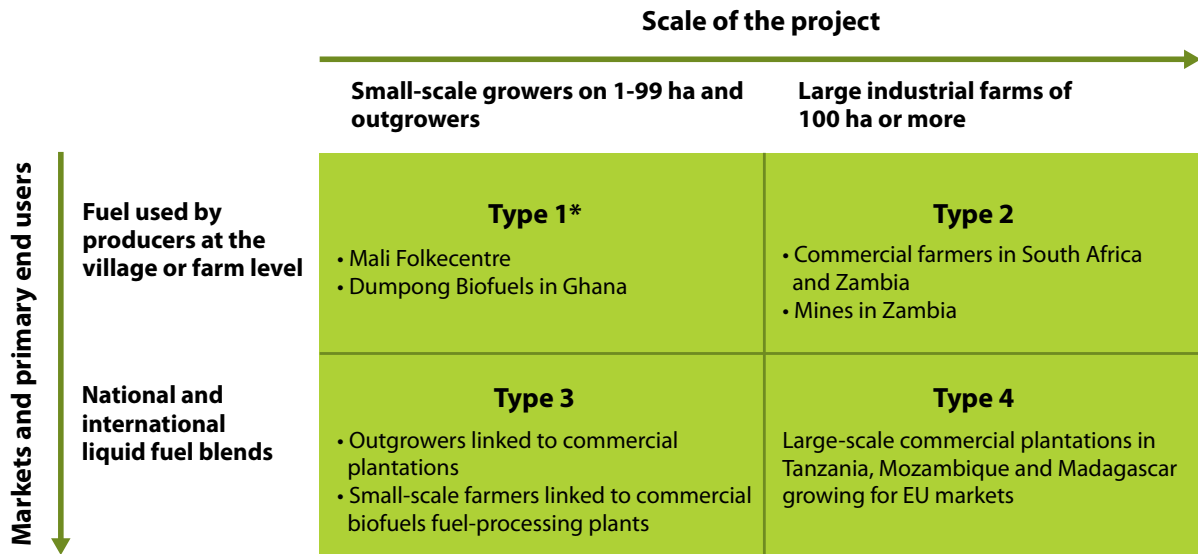 Scale of the project
Small-scale growers on 1-99 ha and
outgrowers
Large industrial farms of
100 ha or more
Markets and primary end users
Fuel used by
producers at the
village or farm level
Type 1*
• Mali Folkecentre
• Dumpong Biofuels in Ghana
Type 2
• Commercial farmers in South Africa
and Zambia
• Mines in Zambia
National and
international
liquid fuel blends
Type 3
• Outgrowers linked to commercial
plantations
• Small-scale farmers linked to commercial
biofuels fuel-processing plants
Type 4
Large-scale commercial plantations in
Tanzania, Mozambique and Madagascar
growing for EU markets